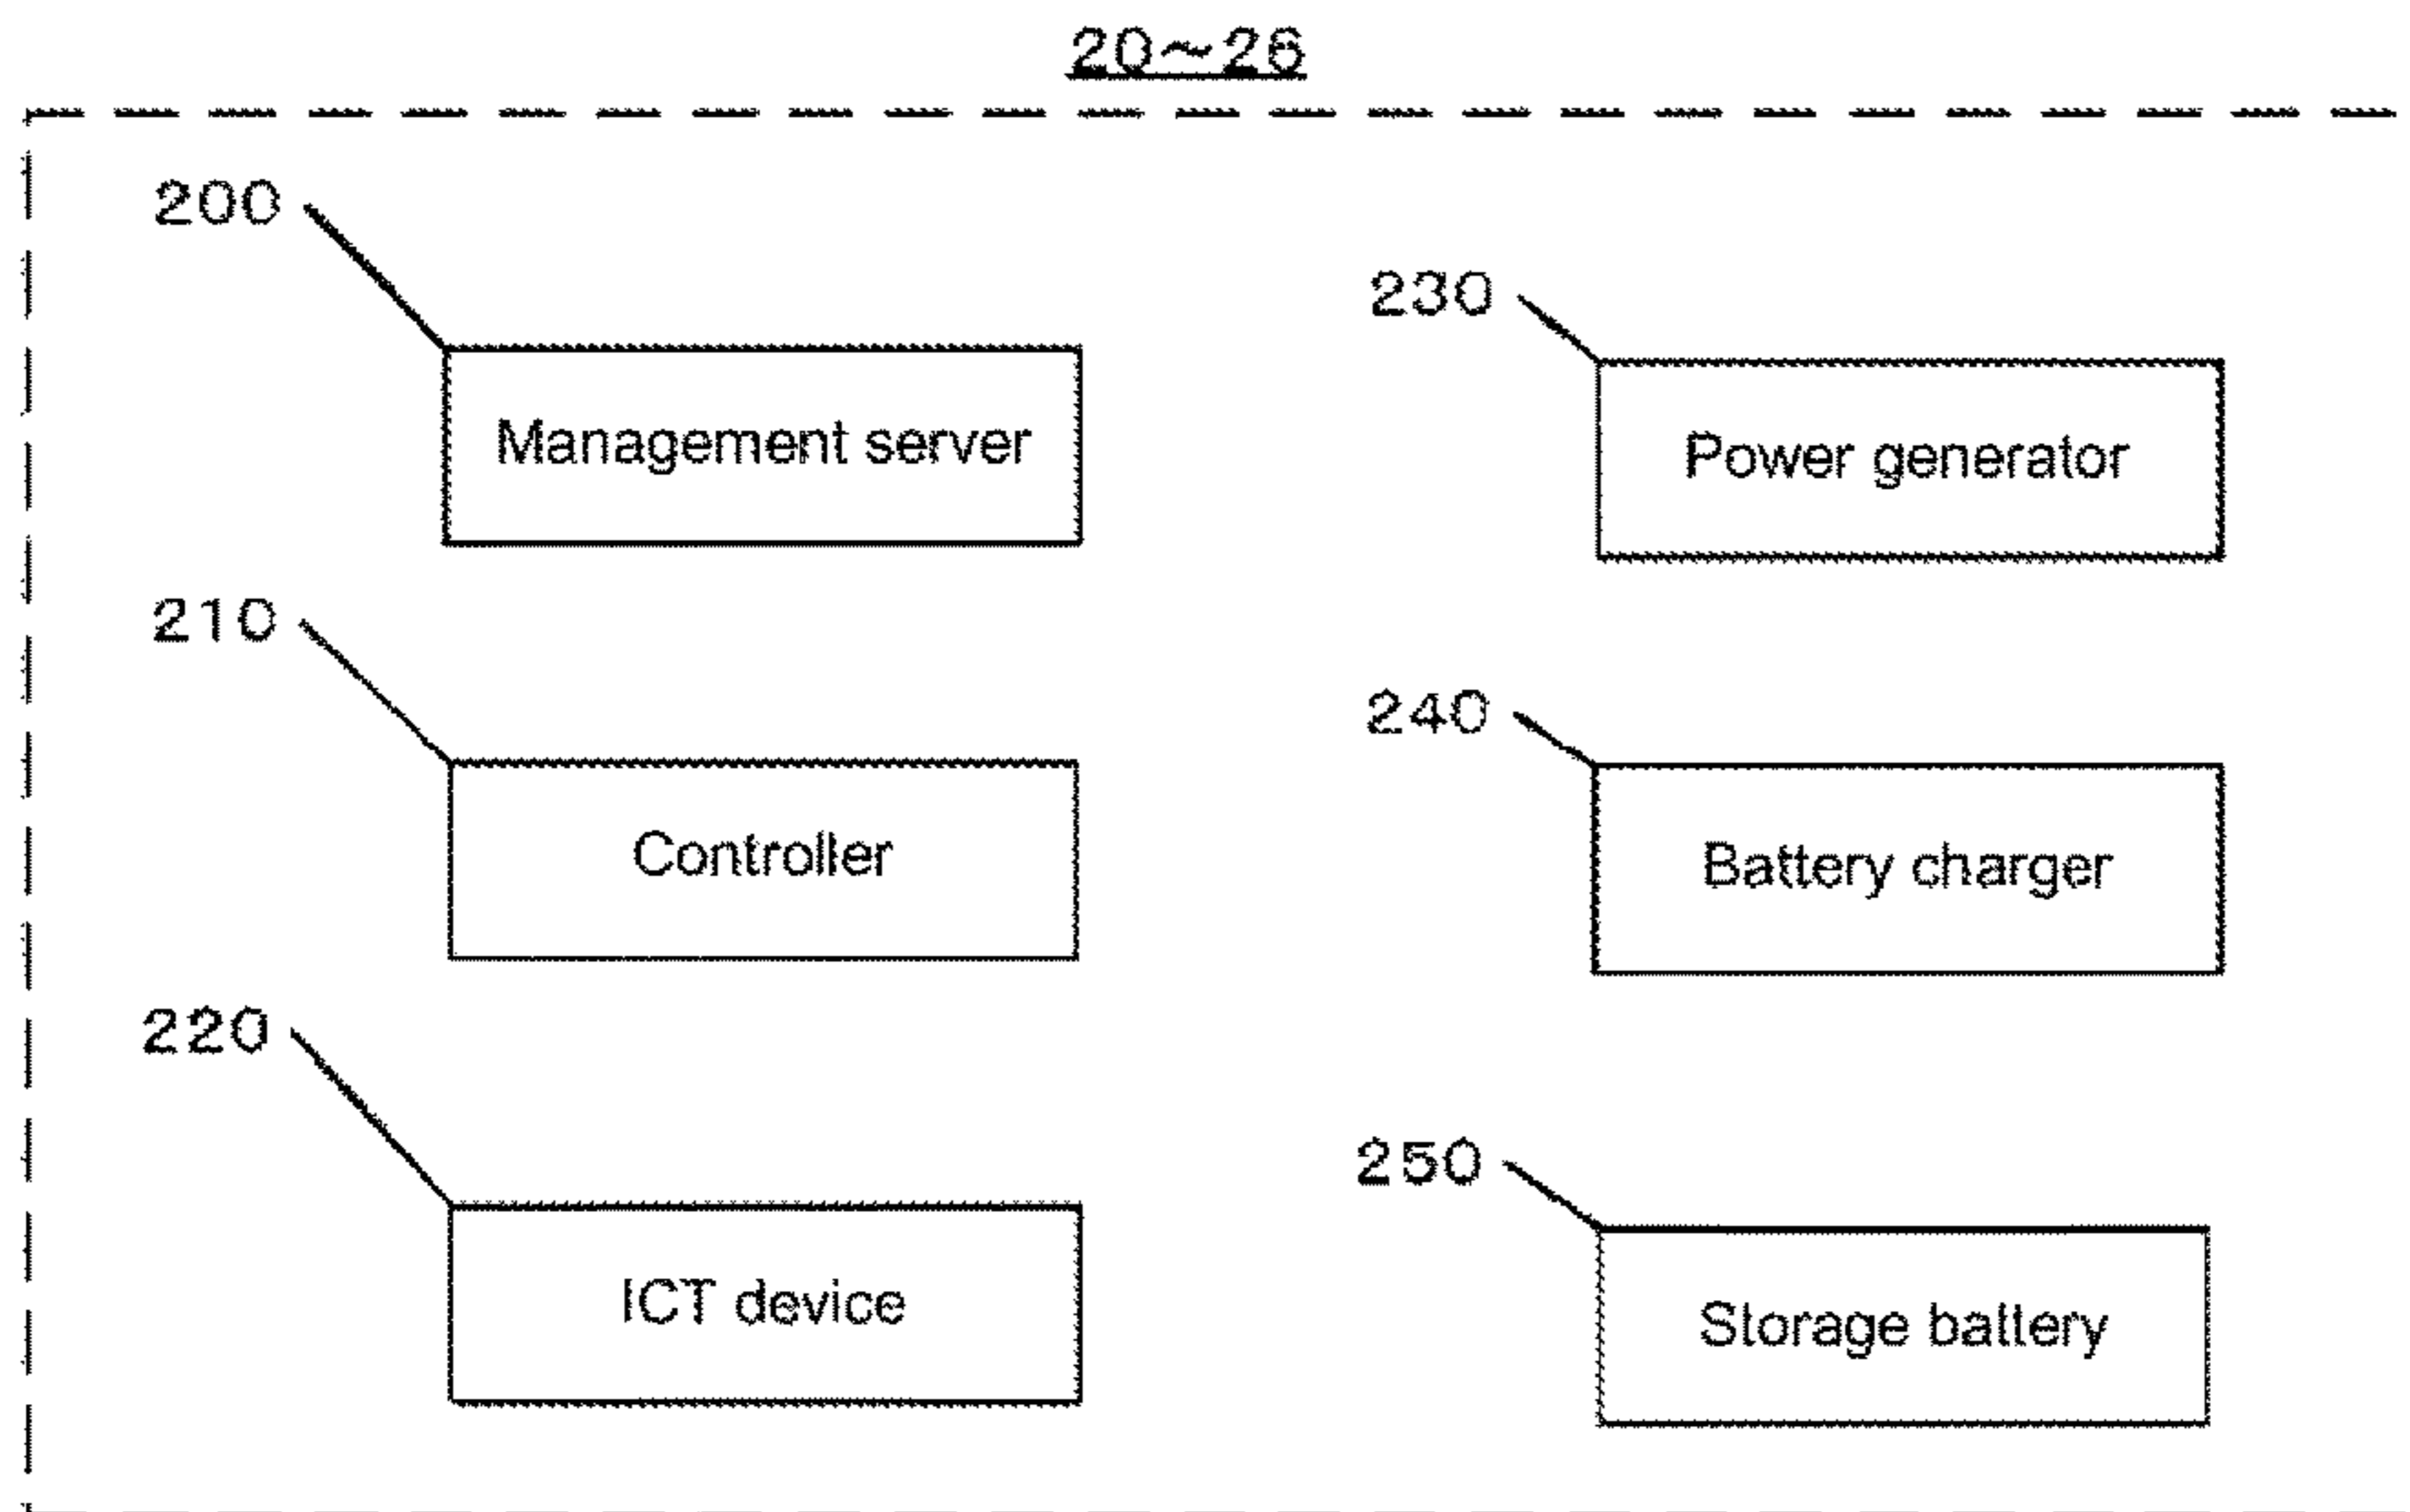 20~26
200
Management server
210
Controller
220
ICT device
230
Power generator
240
Battery charger
250
Storage battery